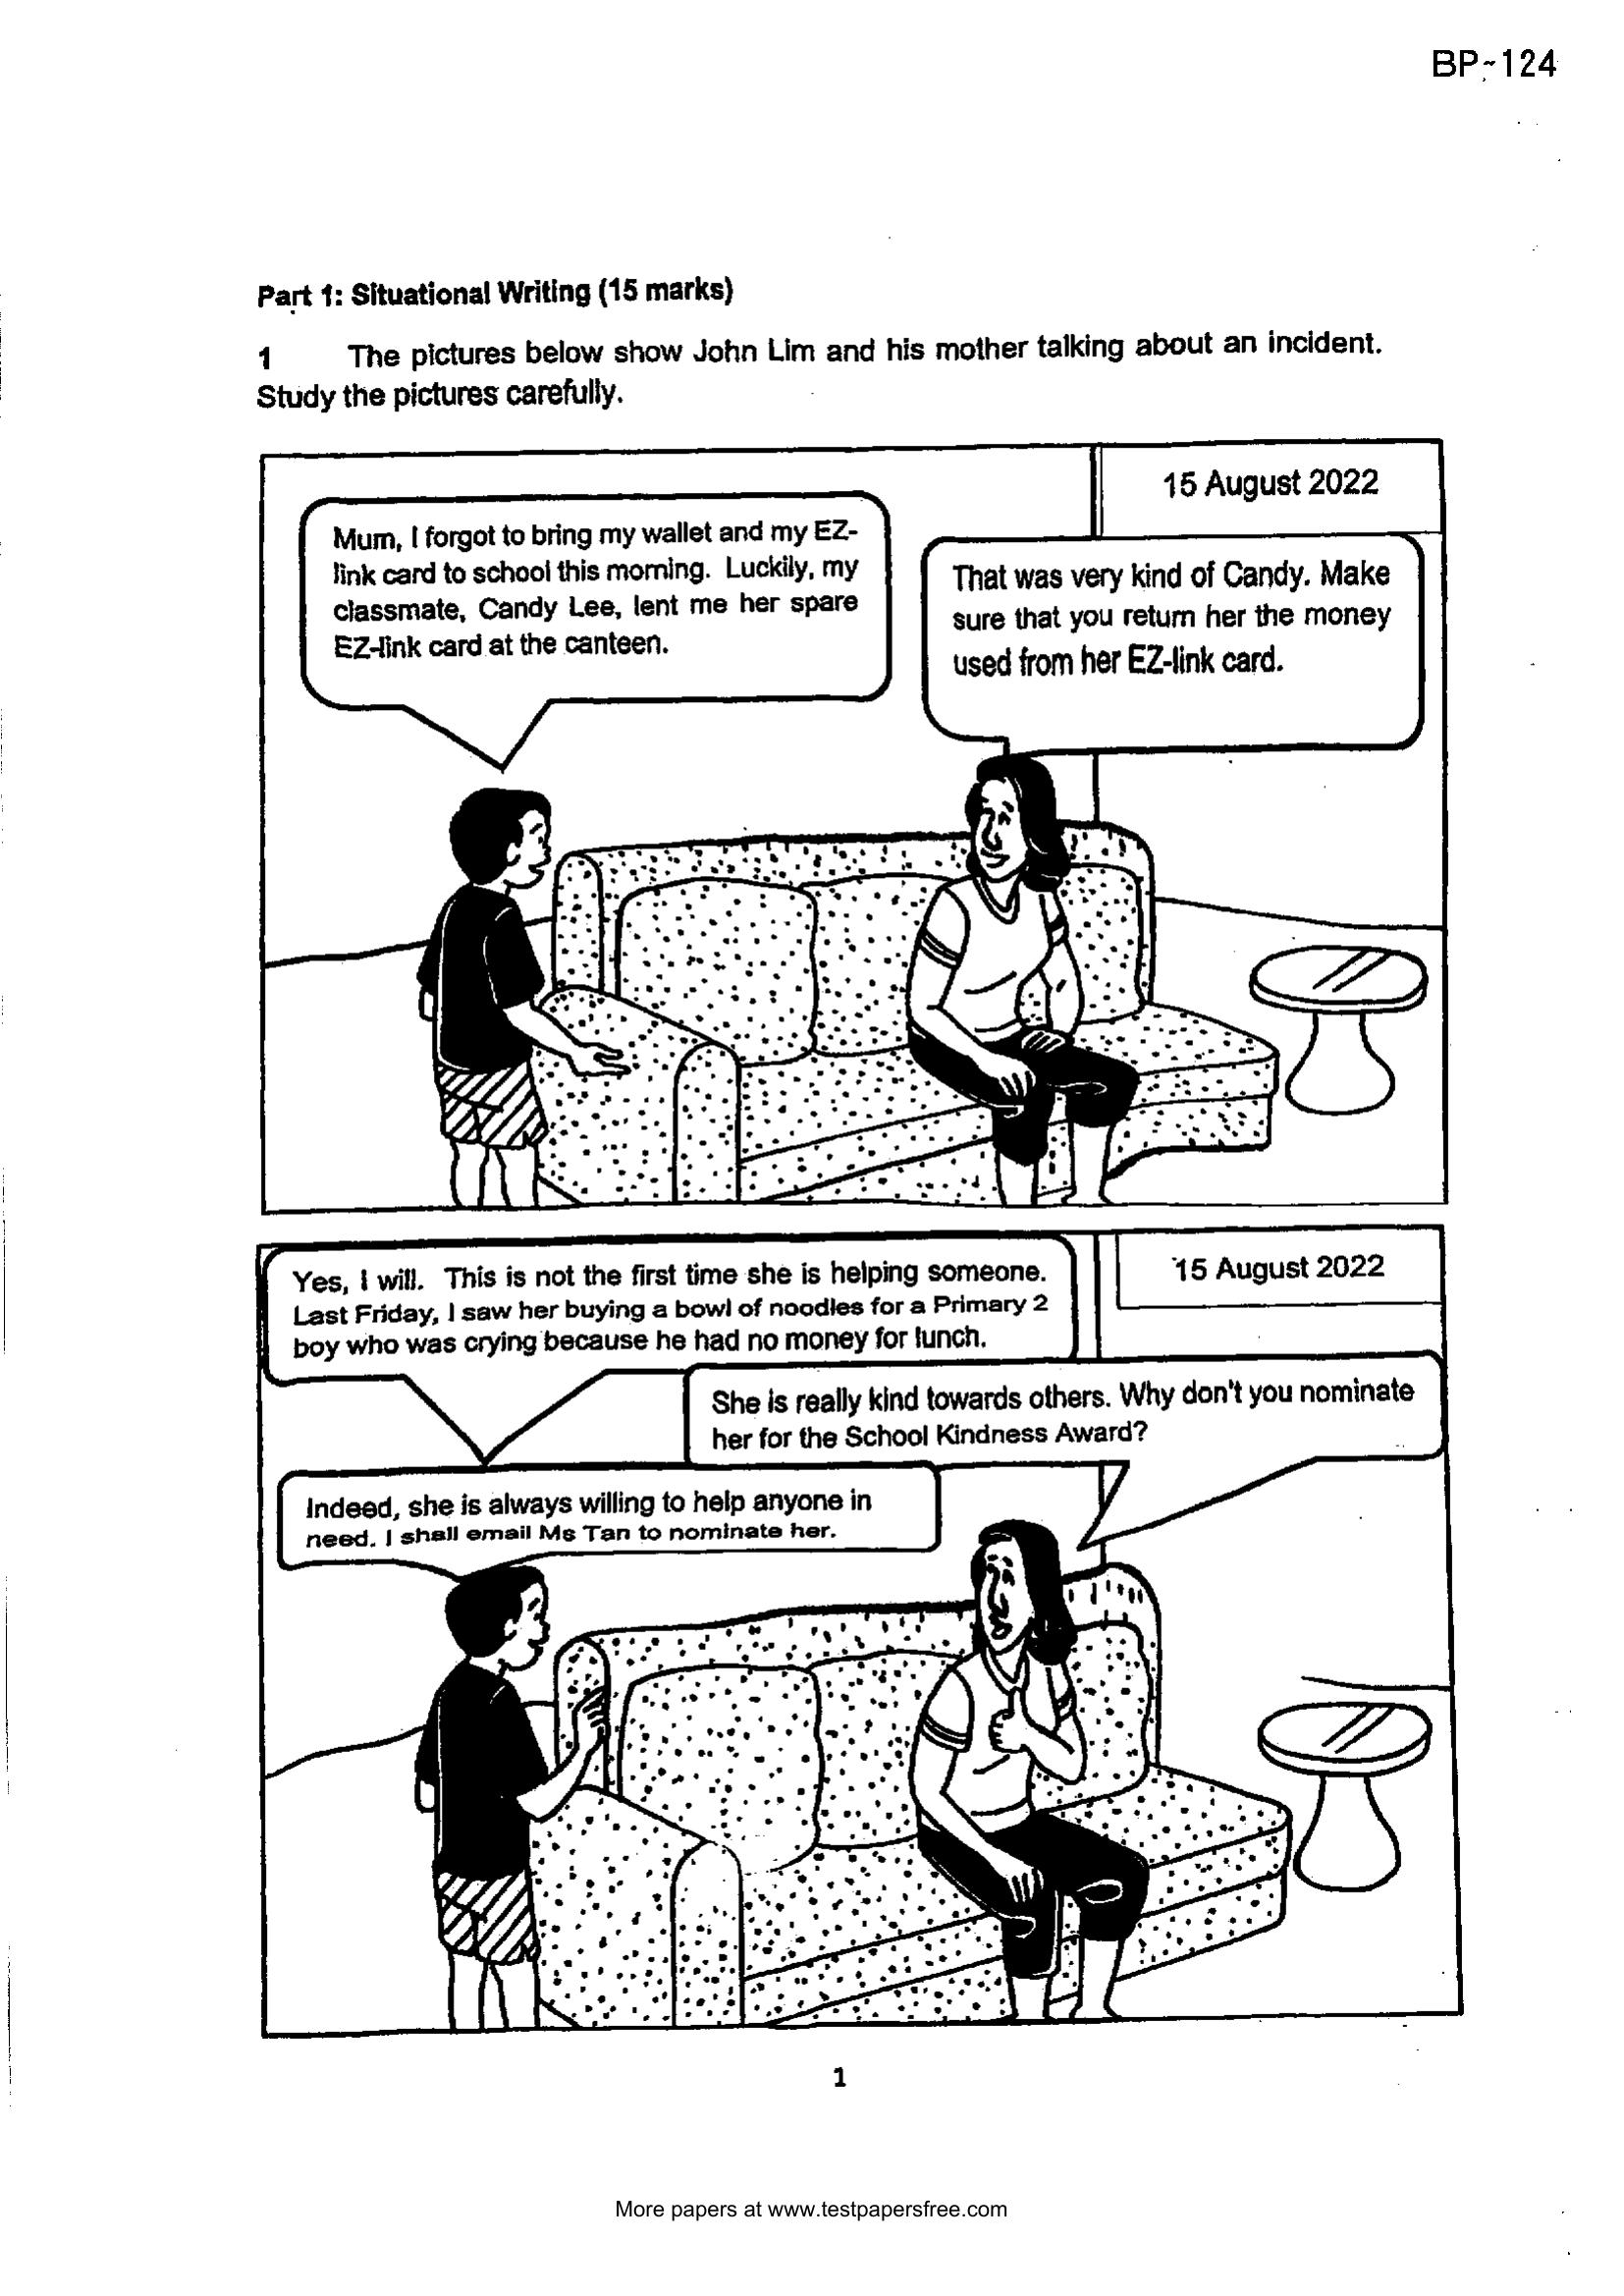 BP-124
Part 1: Situational Writing (15 marks)
1 The pictures below show John Lim and his mother talking about an incident.
Study the pictures carefully.
15 August 2022
Mum, I forgot to bring my wallet and my EZ-
link card to school this morning. Luckily, my
classmate, Candy Lee, lent me her spare
EZ-link card at the canteen.
That was very kind of Candy. Make
sure that you return her the money
used from her EZ-link card.
15 August 2022
Yes, I will. This is not the first time she is helping someone.
Last Friday, I saw her buying a bowl of noodles for a Primary 2
boy who was crying because he had no money for lunch.
She is really kind towards others. Why don't you nominate
her for the School Kindness Award?
Indeed, she is always willing to help anyone in
need. I shall email Ms Tan to nominate her.
1
More papers at www.testpapersfree.com